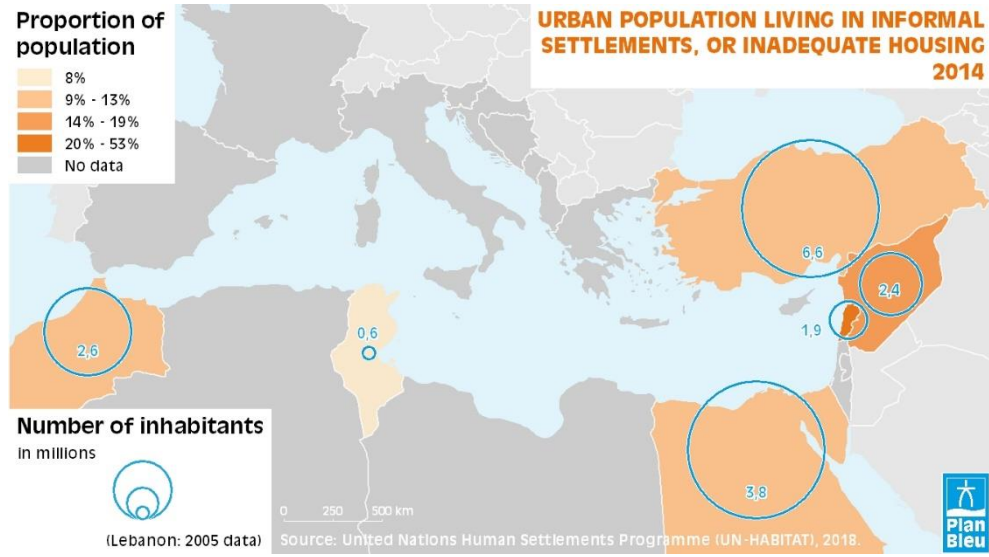 Proportion of
population
8%
9% - 13%
14% - 19%
20% - 53%
No data
URBAN POPULATION LIVING IN INFORMAL
SETTLEMENTS, OR INADEQUATE HOUSING
2014
6,6
2,4
1,9
0,6
2,6
3,8
Number of inhabitants
In millions
(Lebanon: 2005 data)
0 250 500 km
Source: United Nations Human Settlements Programme (UN-HABITAT), 2018.
Plan
Bleu